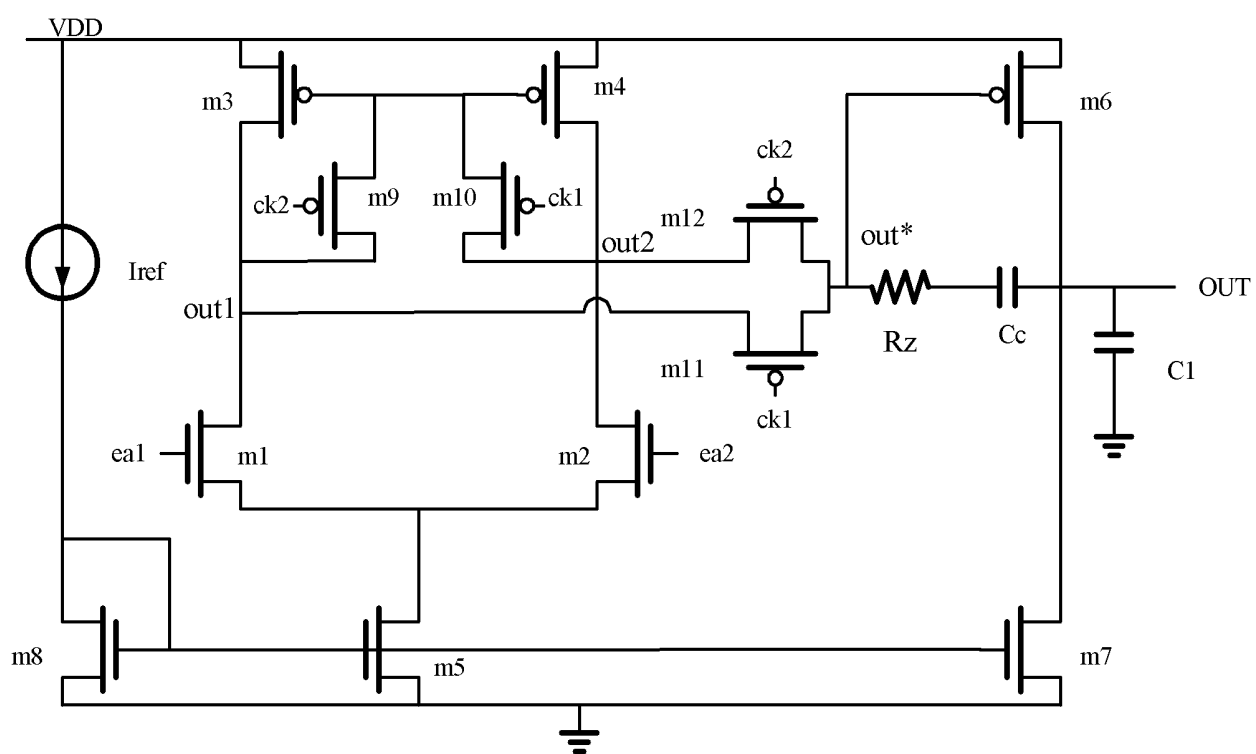 VDD
m3
m4
m6
ck2
m9
m10
ck1
ck2
m12
out2
out*
Iref
out1
OUT
Rz
Cc
m11
C1
ck1
ea1
m1
m2
ea2
m8
m5
m7